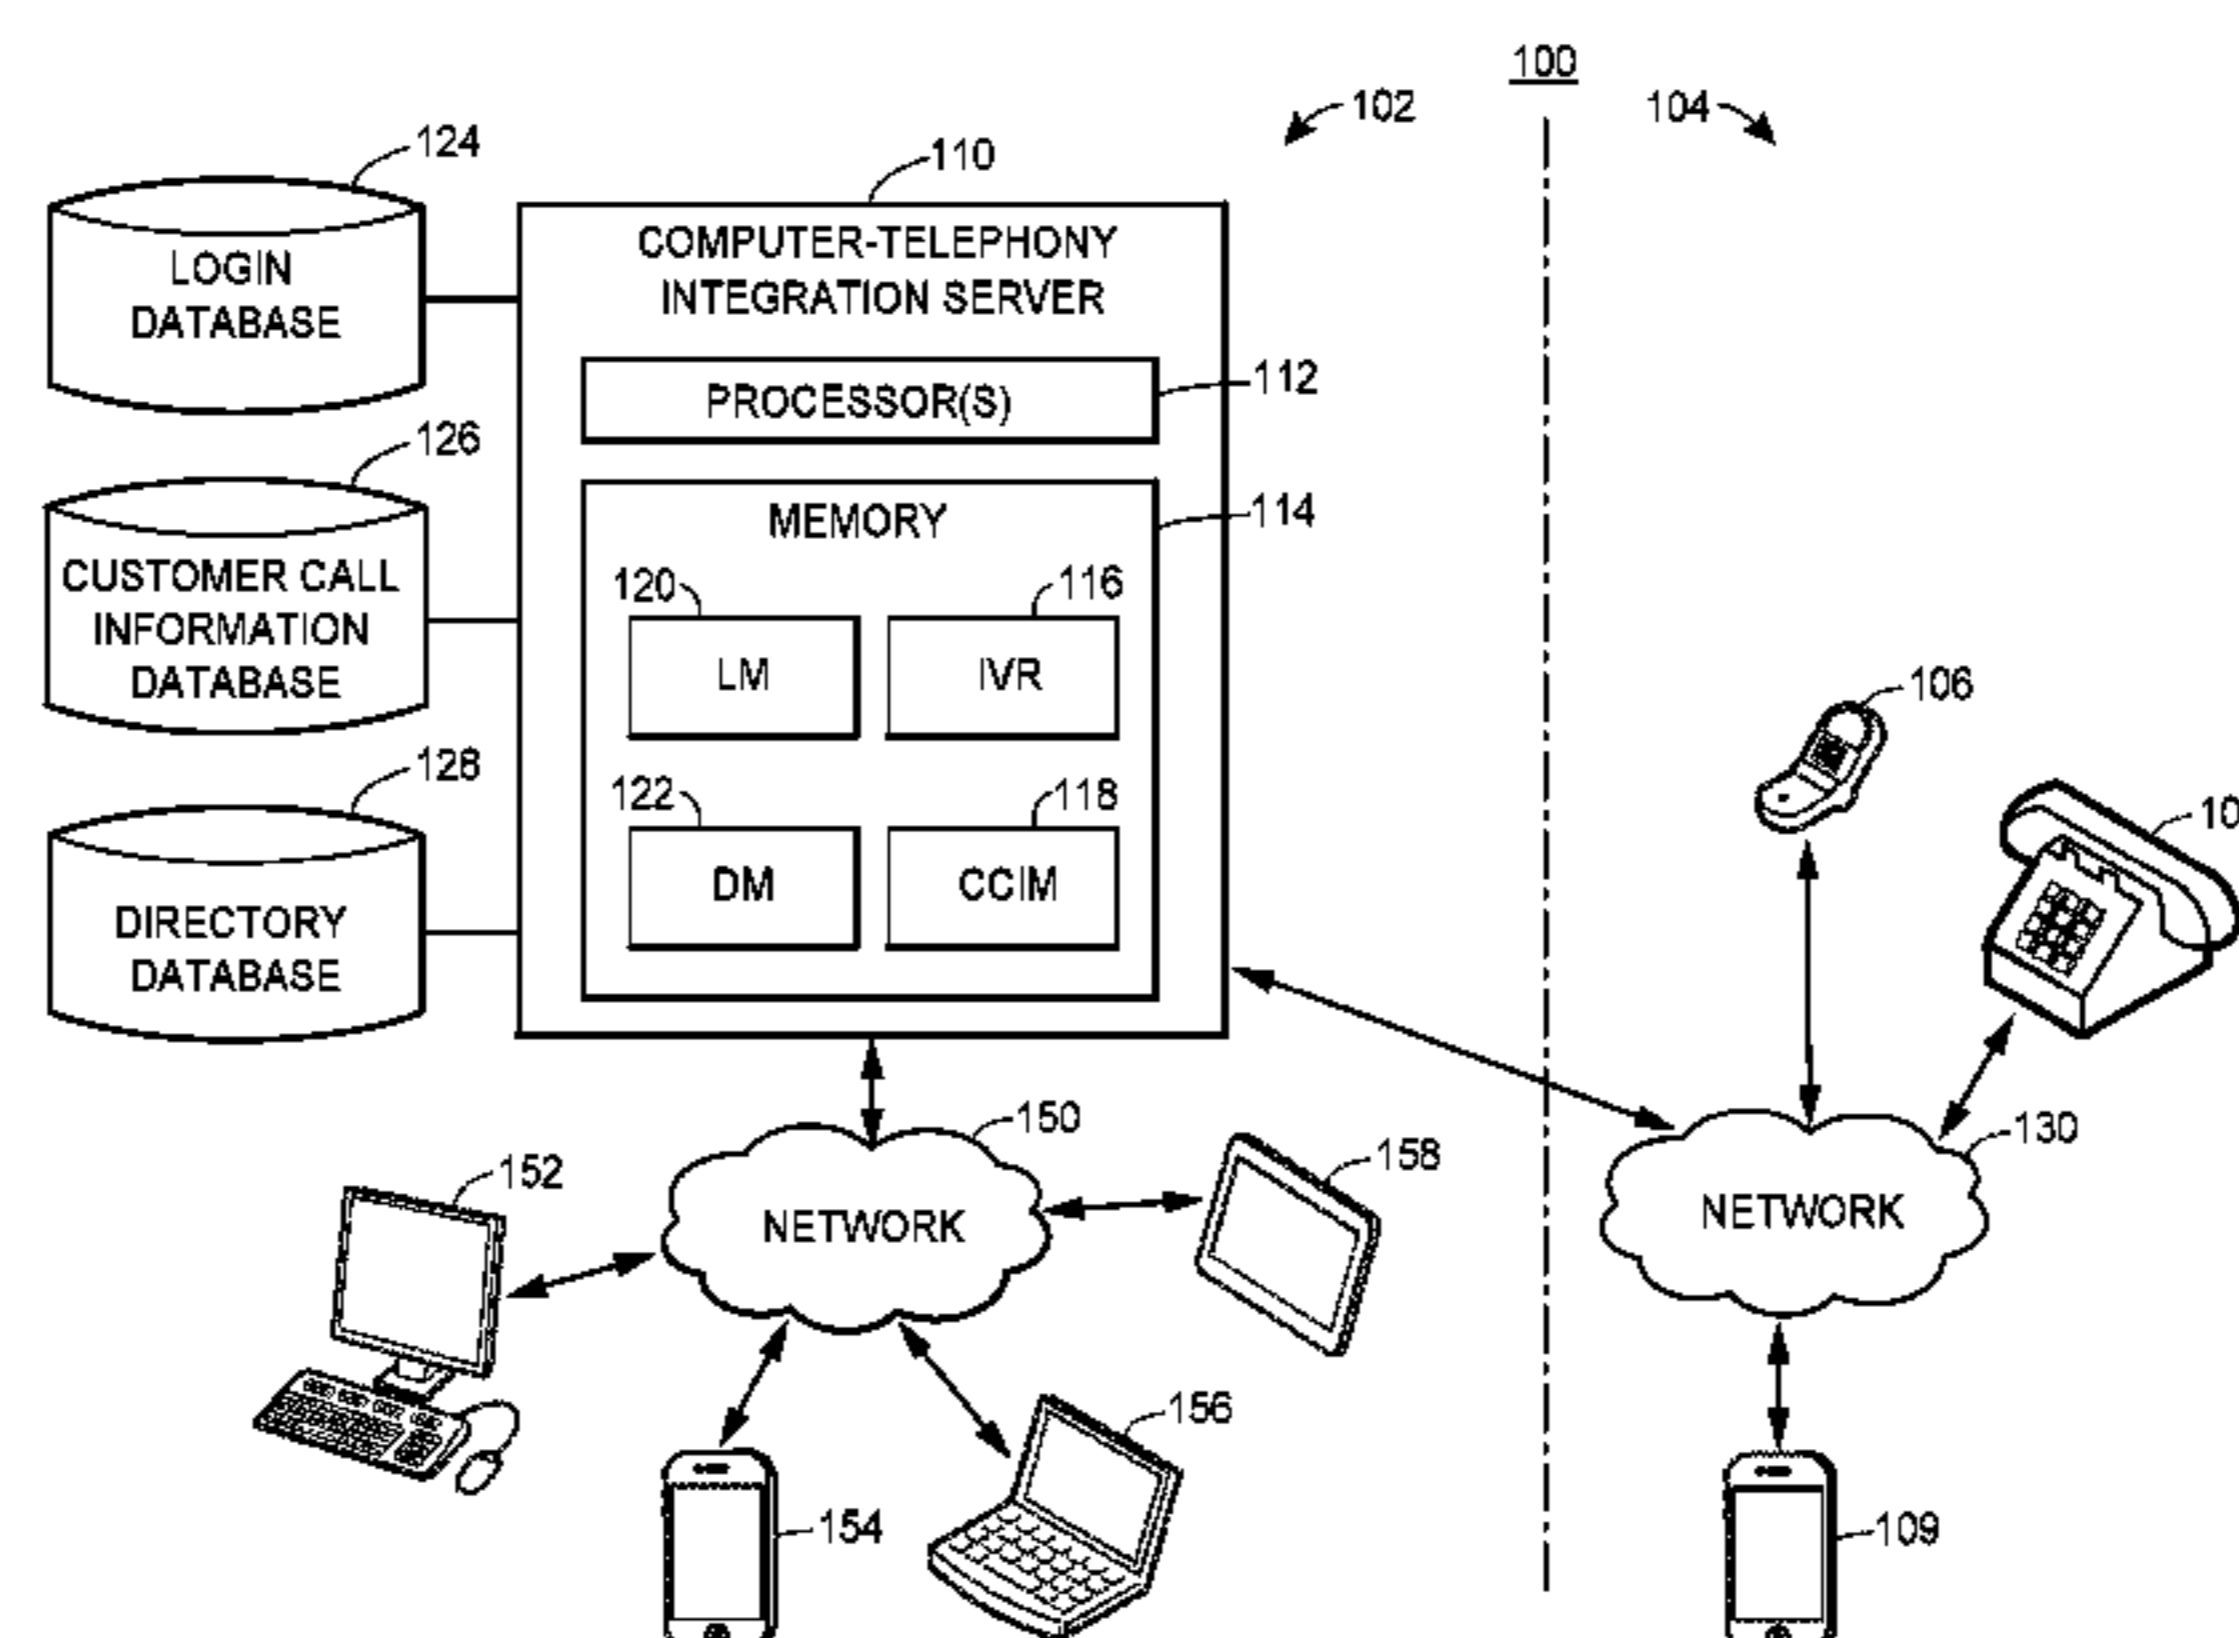 100
102
104
124
110
LOGIN
DATABASE
COMPUTER-TELEPHONY
INTEGRATION SERVER
PROCESSOR(S)
112
126
CUSTOMER CALL
INFORMATION
DATABASE
MEMORY
114
120
116
LM
IVR
128
122
118
DM
CCIM
DIRECTORY
DATABASE
106
10
150
NETWORK
152
158
130
NETWORK
156
154
109